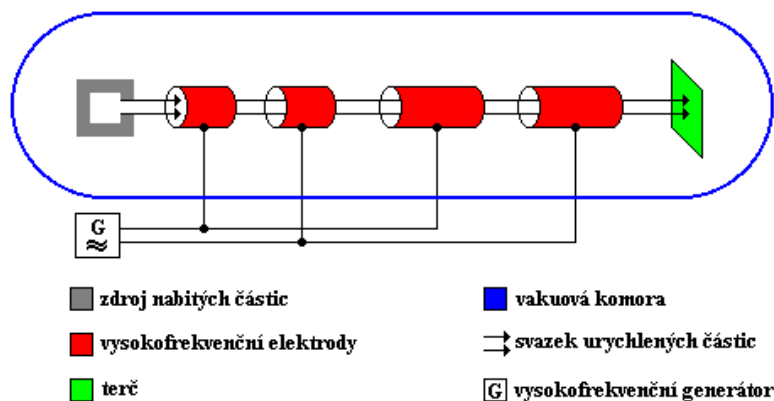 G
zdroj nabitých částic
vysokofrekvenční elektrody
terč
vakuová komora
svazek urychlených částic
G vysokofrekvenční generátor